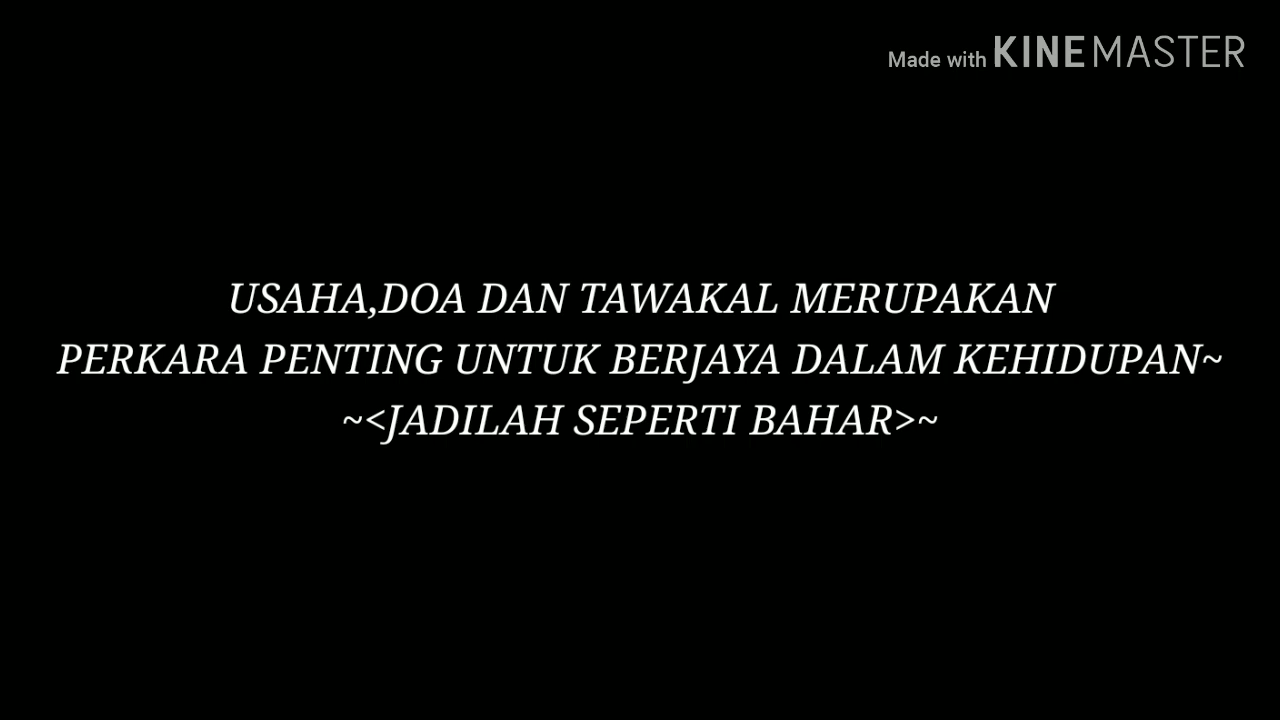 Made with KINEMASTER
USAHA,DOA DAN TAWAKAL MERUPAKAN
PERKARA PENTING UNTUK BERJAYA DALAM KEHIDUPAN~
~<JADILAH SEPERTI BAHAR>~